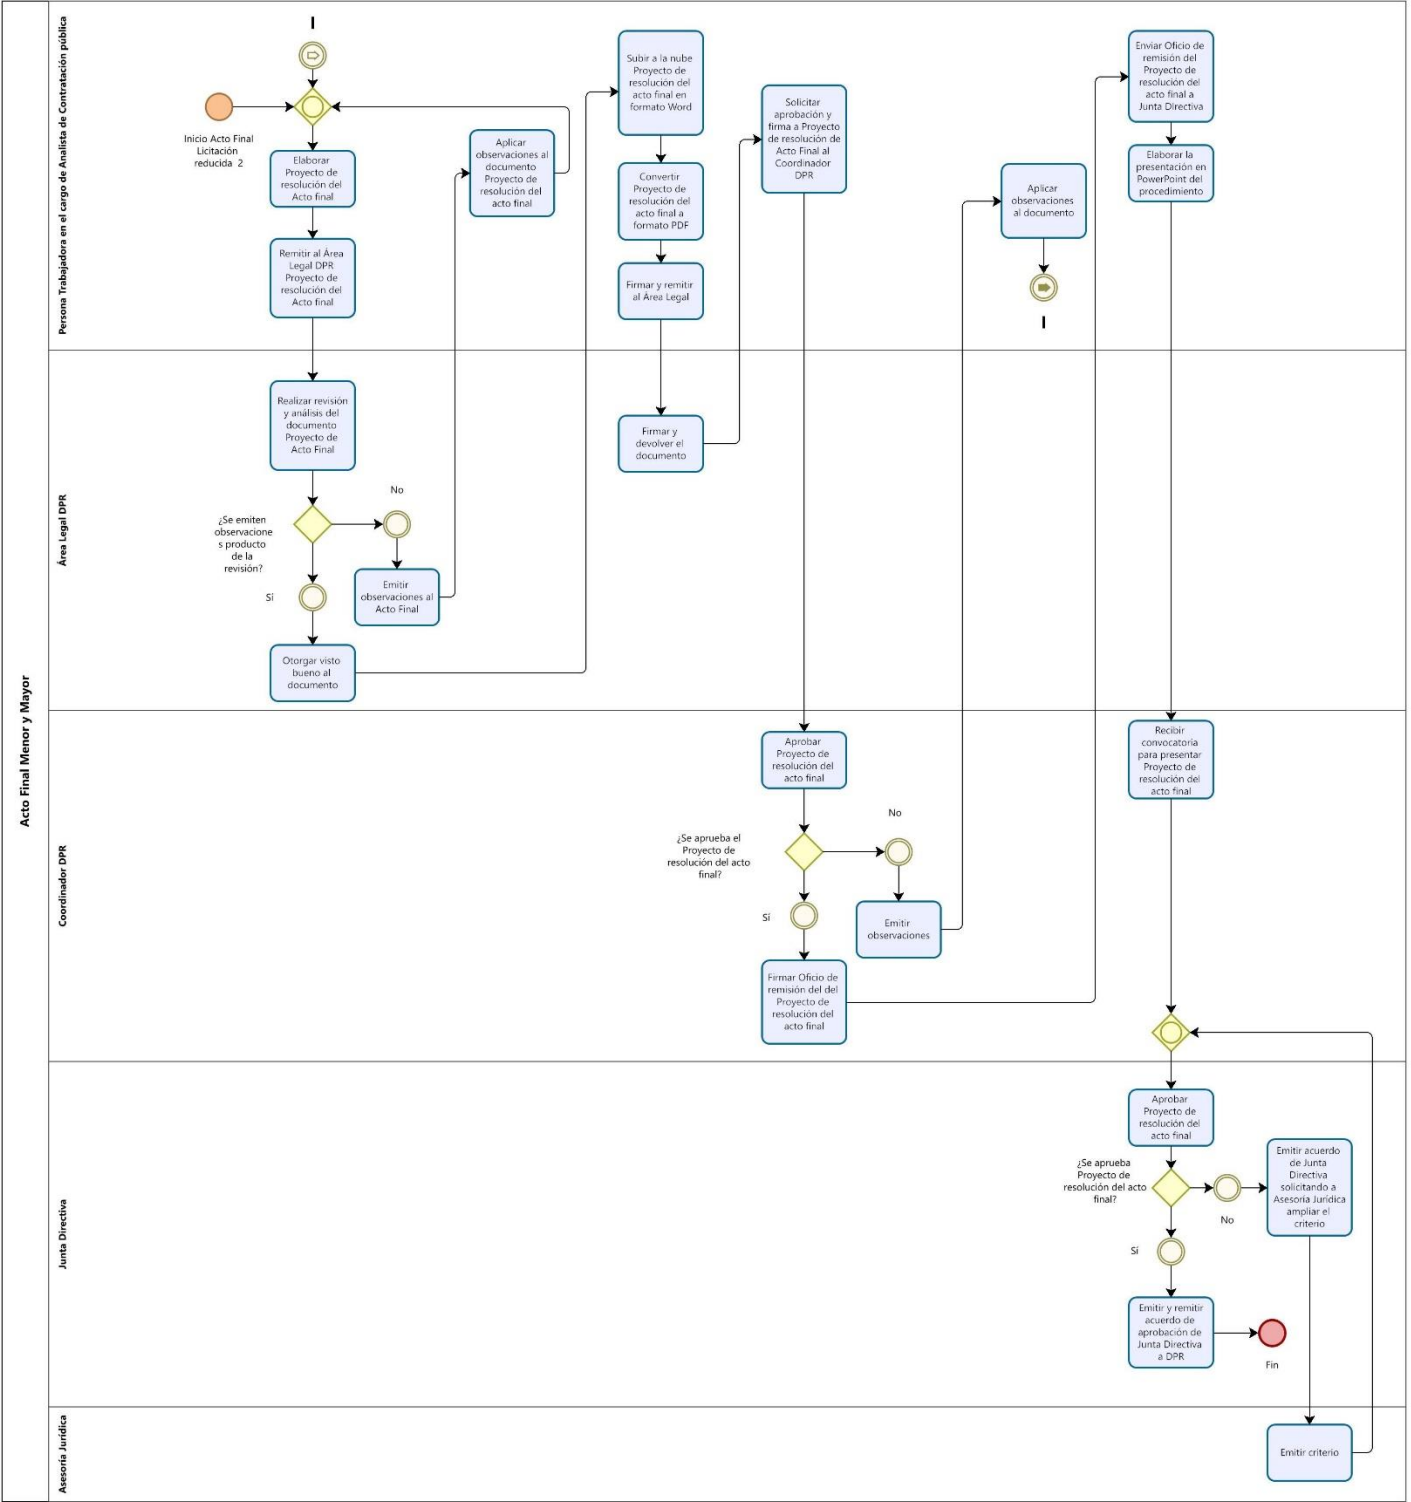 Acto Final Menor y Mayor
Persona Trabajadora en el cargo de Analista de Contratación pública
I
Inicio Acto Final
Licitación
reducida 2
Elaborar
Proyecto de
resolución del
Acto final
Remitir al Área
Legal DPR
Proyecto de
resolución del
Acto final
Aplicar
observaciones al
documento
Proyecto de
resolución del
acto final
Subir a la nube
Proyecto de
resolución del
acto final en
formato Word
Convertir
Proyecto de
resolución del
acto final a
formato PDF
Firmar y remitir
al Área Legal
Solicitar
aprobación y
firma a Proyecto
de resolución de
Acto Final al
Coordinador
DPR
Aplicar
observaciones
al documento
I
Enviar Oficio de
remisión del
Proyecto de
resolución del
acto final a
Junta Directiva
Elaborar la
presentación en
PowerPoint del
procedimiento
Área Legal DPR
Realizar revisión
y análisis del
documento
Proyecto de
Acto Final
¿Se emiten
observacione
s producto
de la
revisión?
No
Sí
Emitir
observaciones al
Acto Final
Otorgar visto
bueno al
documento
Firmar y
devolver el
documento
Coordinador DPR
Aprobar
Proyecto de
resolución del
acto final
¿Se aprueba el
Proyecto de
resolución del acto
final?
No
Sí
Emitir
observaciones
Firmar Oficio de
remisión del del
Proyecto de
resolución del
acto final
Recibir
convocatoria
para presentar
Proyecto de
resolución del
acto final
Junta Directiva
Aprobar
Proyecto de
resolución del
acto final
¿Se aprueba
Proyecto de
resolución del acto
final?
No
Sí
Emitir acuerdo
de Junta
Directiva
solicitando a
Asesoría Jurídica
ampliar el
criterio
Emitir y remitir
acuerdo de
aprobación de
Junta Directiva
a DPR
Fin
Asesoría Jurídica
Emitir criterio